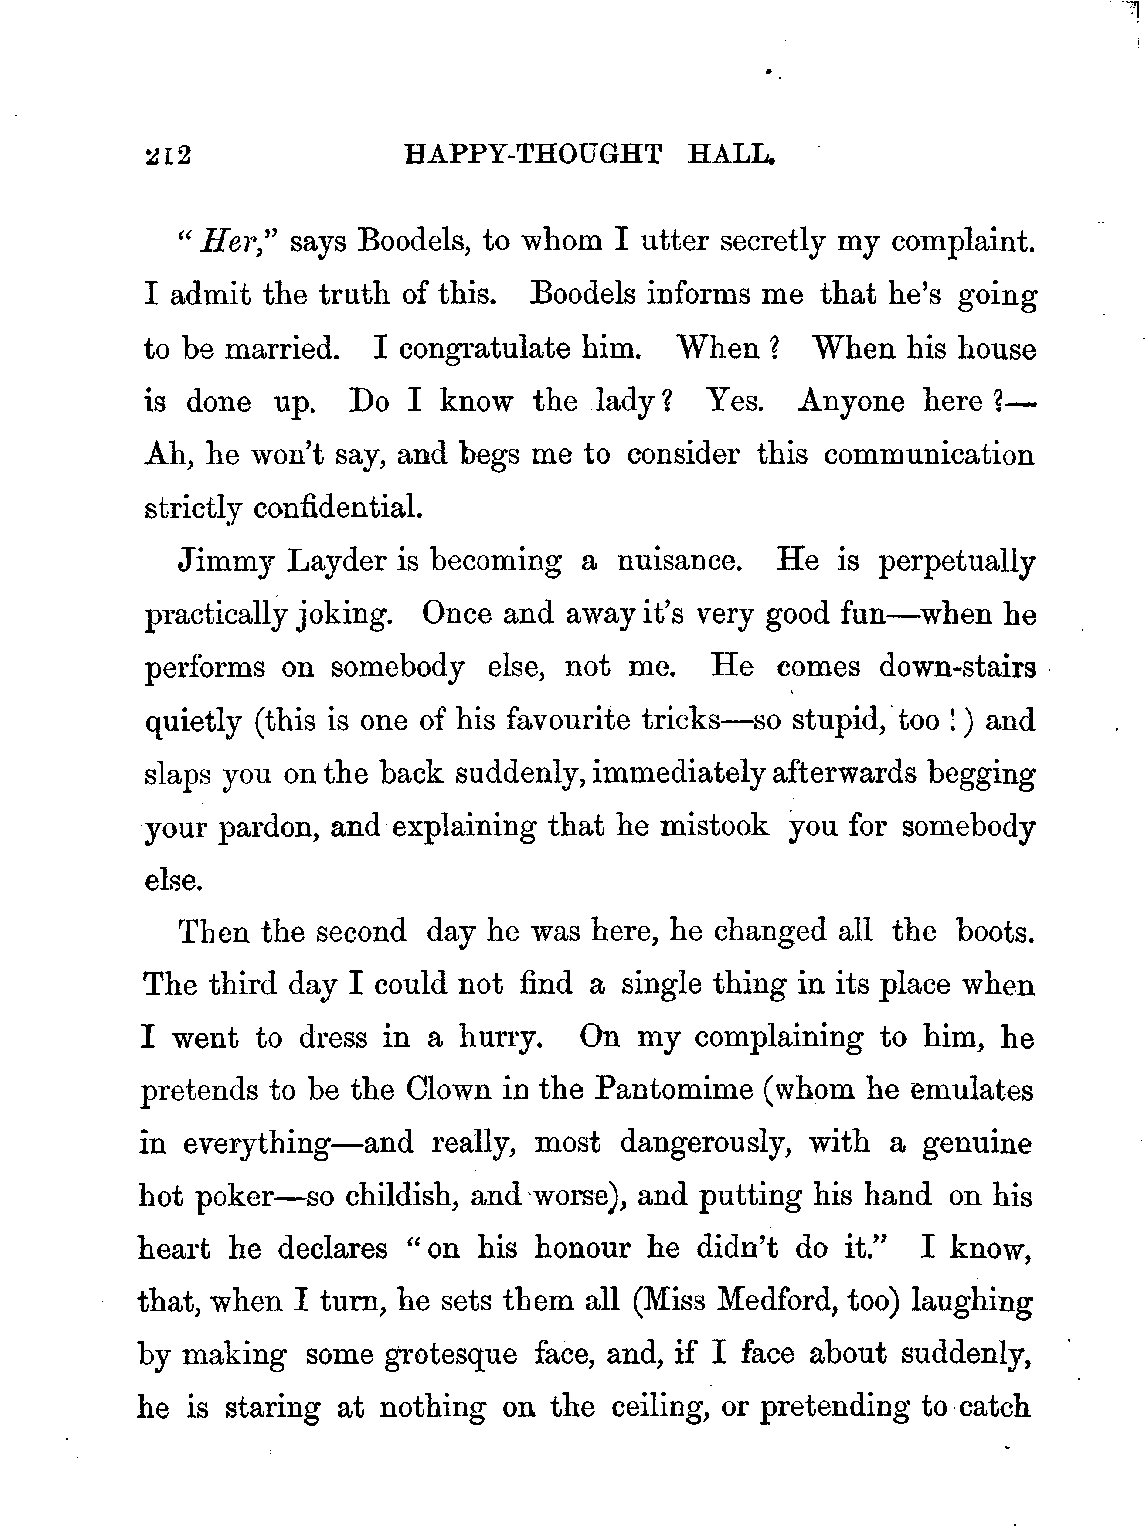 212 HAPPY-THOUGHT HALL.
"Her," says Boodels, to whom I utter secretly my complaint.
I admit the truth of this. Boodels informs me that he's going
to be married. I congratulate him. When? When his house
is done up. Do I know the lady? Yes. Anyone here?—
Ah, he won't say, and begs me to consider this communication
strictly confidential.
Jimmy Layder is becoming a nuisance. He is perpetually
practically joking. Once and away it's very good fun—when he
performs on somebody else, not me. He comes down-stairs
quietly (this is one of his favourite tricks—so stupid, too!) and
slaps you on the back suddenly, immediately afterwards begging
your pardon, and explaining that he mistook you for somebody
else.
Then the second day he was here, he changed all the boots.
The third day I could not find a single thing in its place when
I went to dress in a hurry. On my complaining to him, he
pretends to be the Clown in the Pantomime (whom he emulates
in everything—and really, most dangerously, with a genuine
hot poker—so childish, and worse), and putting his hand on his
heart he declares "on his honour he didn't do it." I know,
that, when I turn, he sets them all (Miss Medford, too) laughing
by making some grotesque face, and, if I face about suddenly,
he is staring at nothing on the ceiling, or pretending to catch